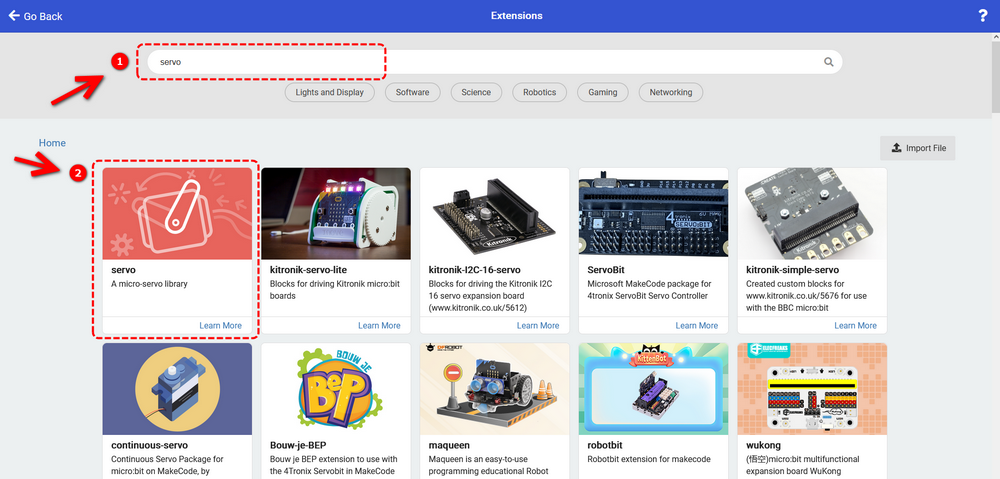 Go Back
Extensions
?
1
servo
Lights and Display
Software
Science
Robotics
Gaming
Networking
Home
Import File
2
servo
A micro-servo library
Learn More
kitronik-servo-lite
Blocks for driving Kitronik micro:bit
boards
Learn More
Kitronik
kitronik-I2C-16-servo
Blocks for driving the Kitronik I2C
16 servo expansion board
(www.kitronik.co.uk/5612)
Learn More
4
SERVO:BIT
ServoBit
Microsoft MakeCode package for
4tronix ServoBit Servo Controller
Learn More
kitronik-simple-servo
Created custom blocks for
www.kitronik.co.uk/5676 for use
with the BBC micro:bit
Learn More
continuous-servo
Continuous Servo Package for
micro:bit on MakeCode, by
BOUW JE
BEP
Bouw-je-BEP
Bouw je BEP extension to use with
the 4Tronix Servobit in MakeCode
DFROBOT
maqueen
Maqueen is an easy-to-use
programming educational Robot
KittenBot
robotbit
Robotbit extension for makecode
ELECFREAKS
wukong
(悟空)micro:bit multifunctional
expansion board WuKong